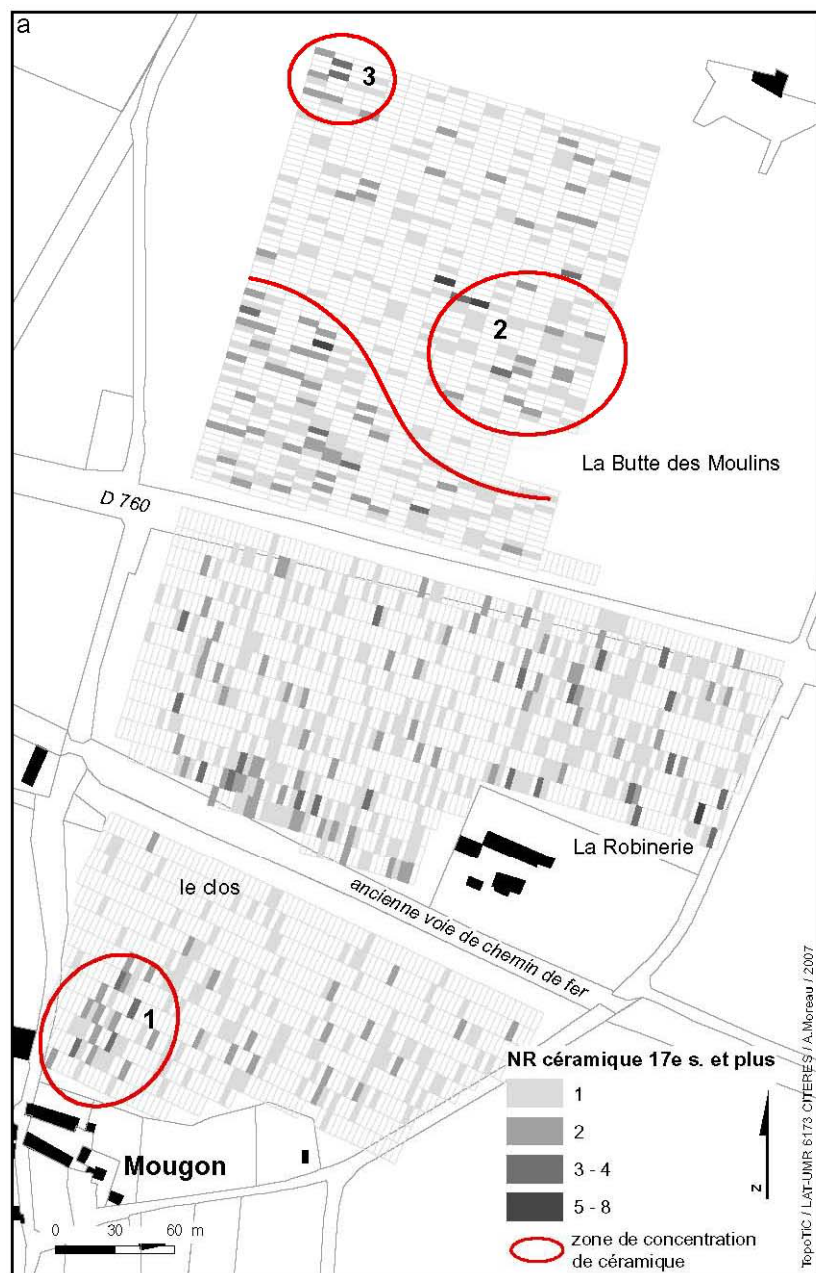 a
3
2
La Butte des Moulins
D 760
La Robinerie
le clos
ancienne voie de chemin de fer
1
Mougon
0 30 60 m
NR céramique 17e s. et plus
1
2
3 - 4
5 - 8
zone de concentration
de céramique
N
TopoTiC / LAT-UMR 6173 CITERES / A.Moreau / 2007